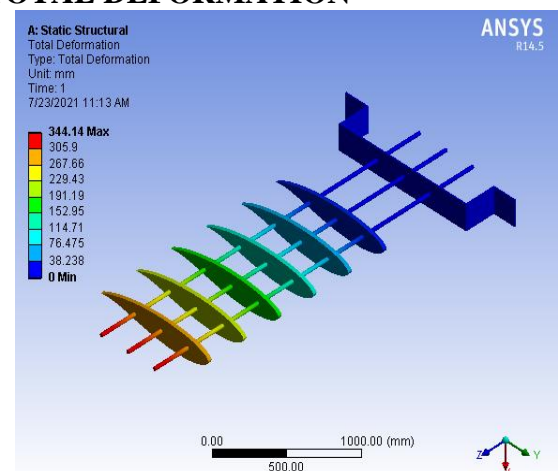 OTAL DEFORMATION
A: Static Structural
Total Deformation
Type: Total Deformation
Unit: mm
Time: 1
7/23/2021 11:13 AM
ANSYS
R14.5
344.14 Max
305.9
267.66
229.43
191.19
152.95
114.71
76.475
38.238
0 Min
0.00 1000.00 (mm)
500.00
Z Y